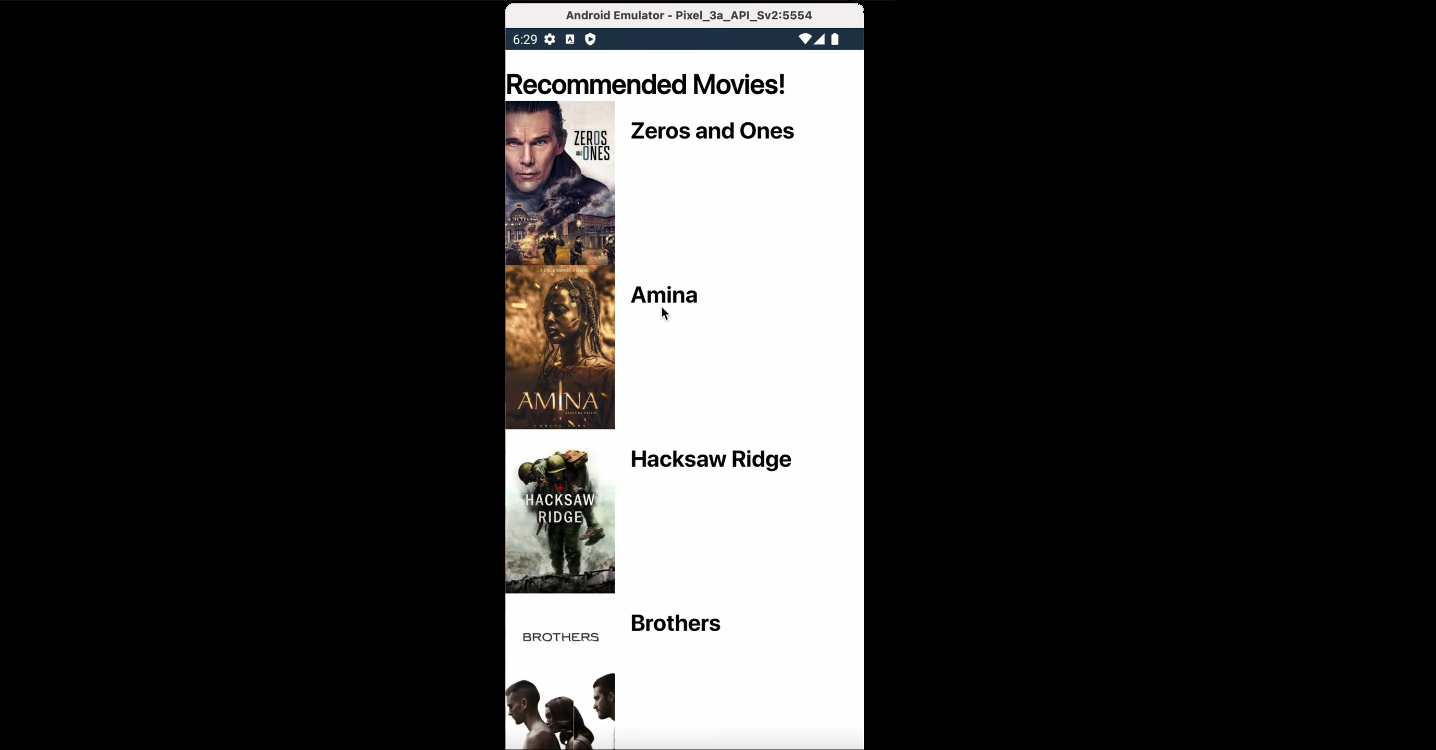 Android Emulator - Pixel_3a_API_Sv2:5554
6:29
Recommended Movies!
ZEROS
AND ONES
Zeros and Ones
Amina
AMINA
Hacksaw Ridge
HACKSAW
RIDGE
Brothers
BROTHERS